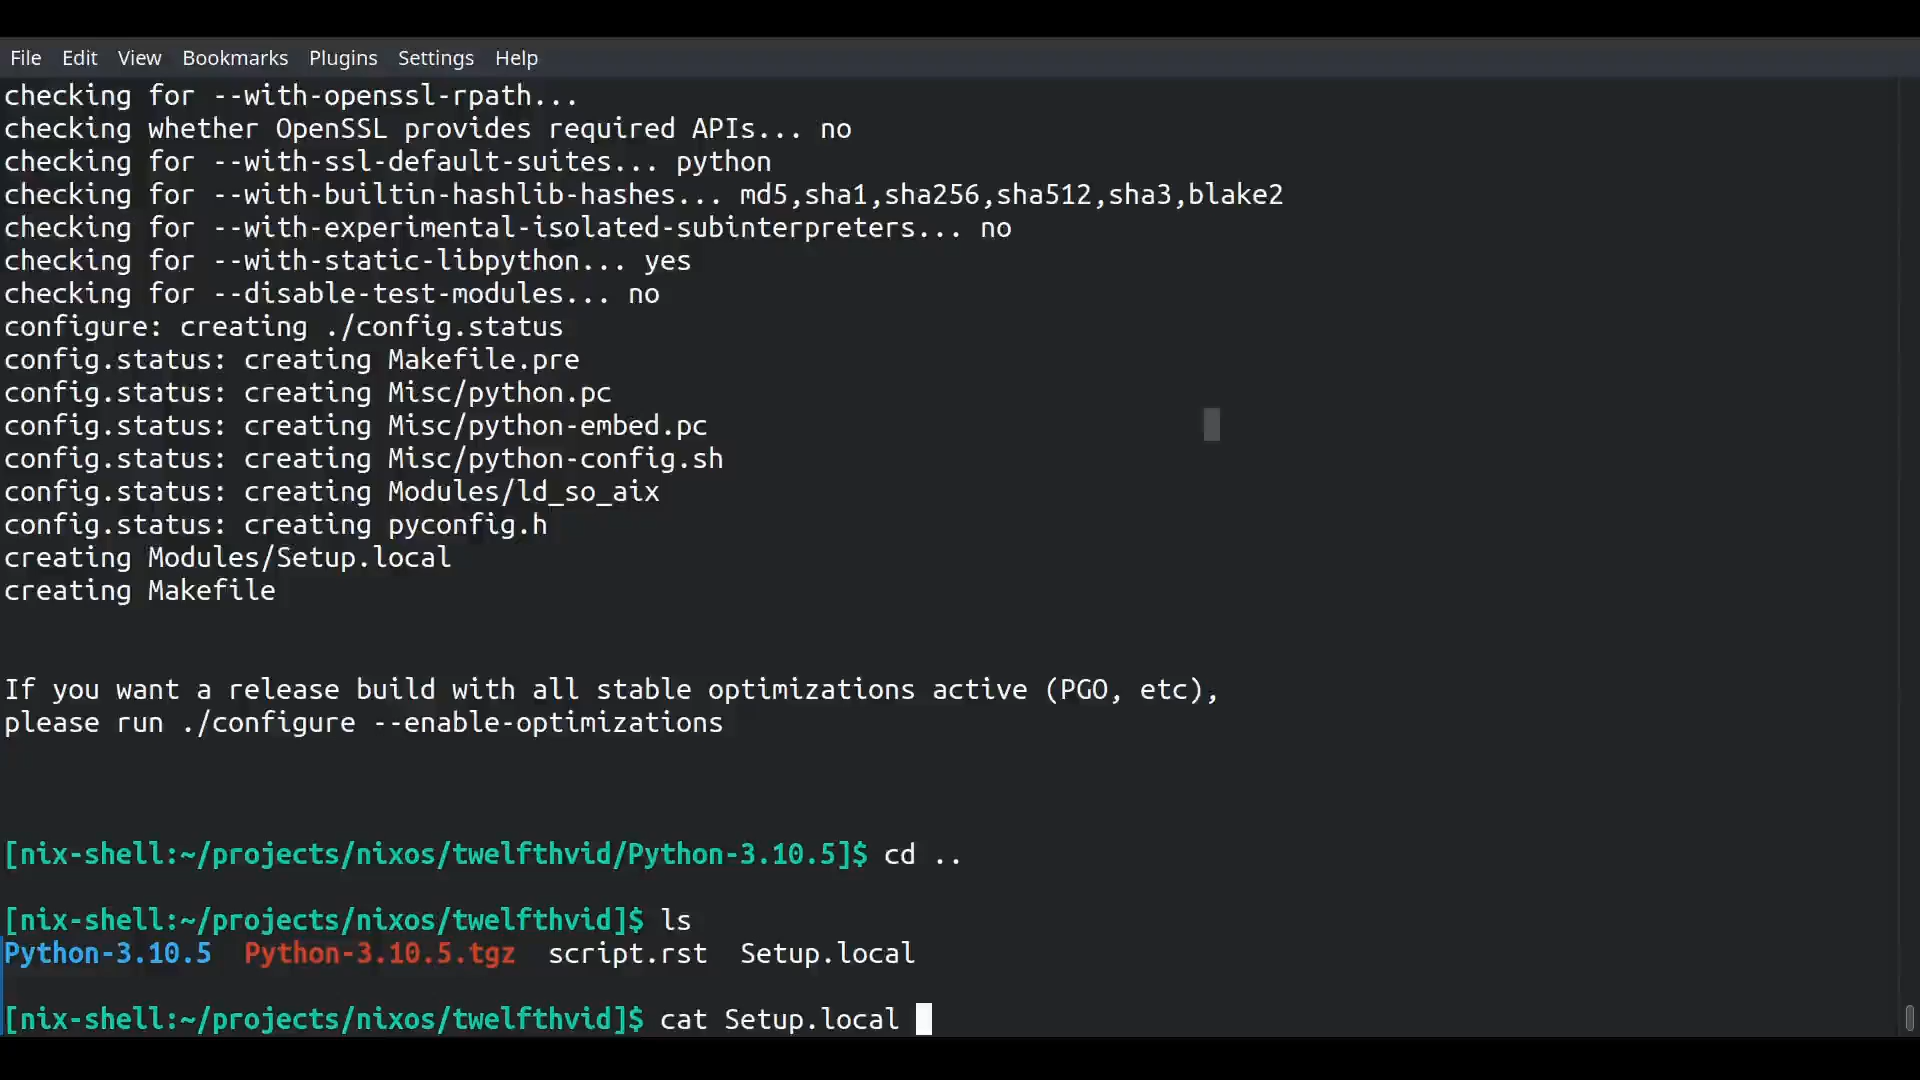 File Edit View Bookmarks Plugins Settings Help
checking for --with-openssl-rpath...
checking whether OpenSSL provides required APIs... no
checking for --with-ssl-default-suites... python
checking for --with-builtin-hashlib-hashes... md5,sha1,sha256,sha512,sha3,blake2
checking for --with-experimental-isolated-subinterpreters... no
checking for --with-static-libpython... yes
checking for --disable-test-modules... no
configure: creating ./config.status
config.status: creating Makefile.pre
config.status: creating Misc/python.pc
config.status: creating Misc/python-embed.pc
config.status: creating Misc/python-config.sh
config.status: creating Modules/ld_so_aix
config.status: creating pyconfig.h
creating Modules/Setup.local
creating Makefile
If you want a release build with all stable optimizations active (PGO, etc),
please run ./configure --enable-optimizations
[nix-shell:~/projects/nixos/twelfthvid/Python-3.10.5]$ cd ..
[nix-shell:~/projects/nixos/twelfthvid]$ ls
Python-3.10.5 Python-3.10.5.tgz script.rst Setup.local
[nix-shell:~/projects/nixos/twelfthvid]$ cat Setup.local